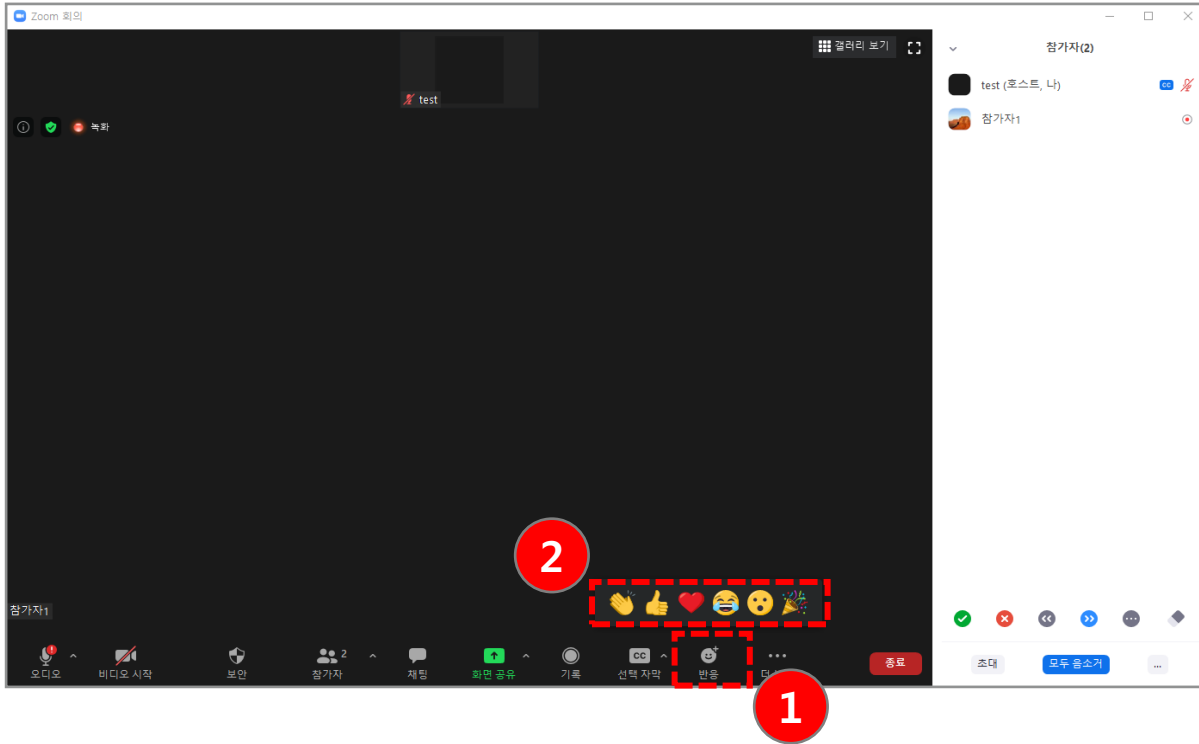 Zoom 회의
갤러리 보기
참가자(2)
test
test (호스트, 나)
CC
참가자1
녹화
2
참가자1
오디오
비디오 시작
보안
참가자
2
채팅
화면 공유
기록
CC
선택 자막
반응
종료
초대
모두 음소거
...
1